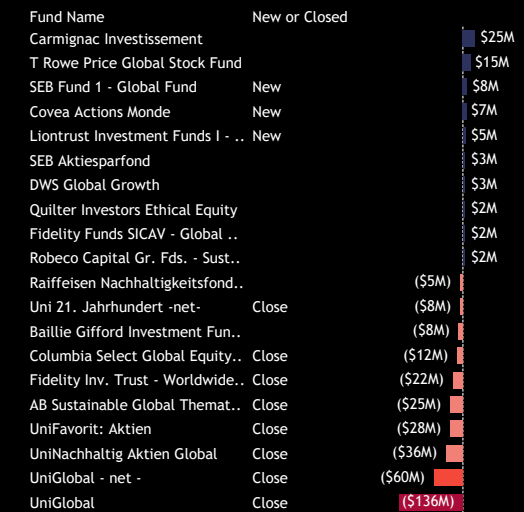 Fund Name New or Closed
Carmignac Investissement $25M
T Rowe Price Global Stock Fund $15M
SEB Fund 1 - Global Fund New $8M
Covea Actions Monde New $7M
Liontrust Investment Funds I - .. New $5M
SEB Aktiesparfond $3M
DWS Global Growth $3M
Quilter Investors Ethical Equity $2M
Fidelity Funds SICAV - Global .. $2M
Robeco Capital Gr. Fds. - Sust.. $2M
Raiffeisen Nachhaltigkeitsfond.. ($5M)
Uni 21. Jahrhundert -net- Close ($8M)
Baillie Gifford Investment Fun.. ($8M)
Columbia Select Global Equity.. Close ($12M)
Fidelity Inv. Trust - Worldwide.. Close ($22M)
AB Sustainable Global Themat.. Close ($25M)
UniFavorit: Aktien Close ($28M)
UniNachhaltig Aktien Global Close ($36M)
UniGlobal - net - Close ($60M)
UniGlobal Close ($136M)